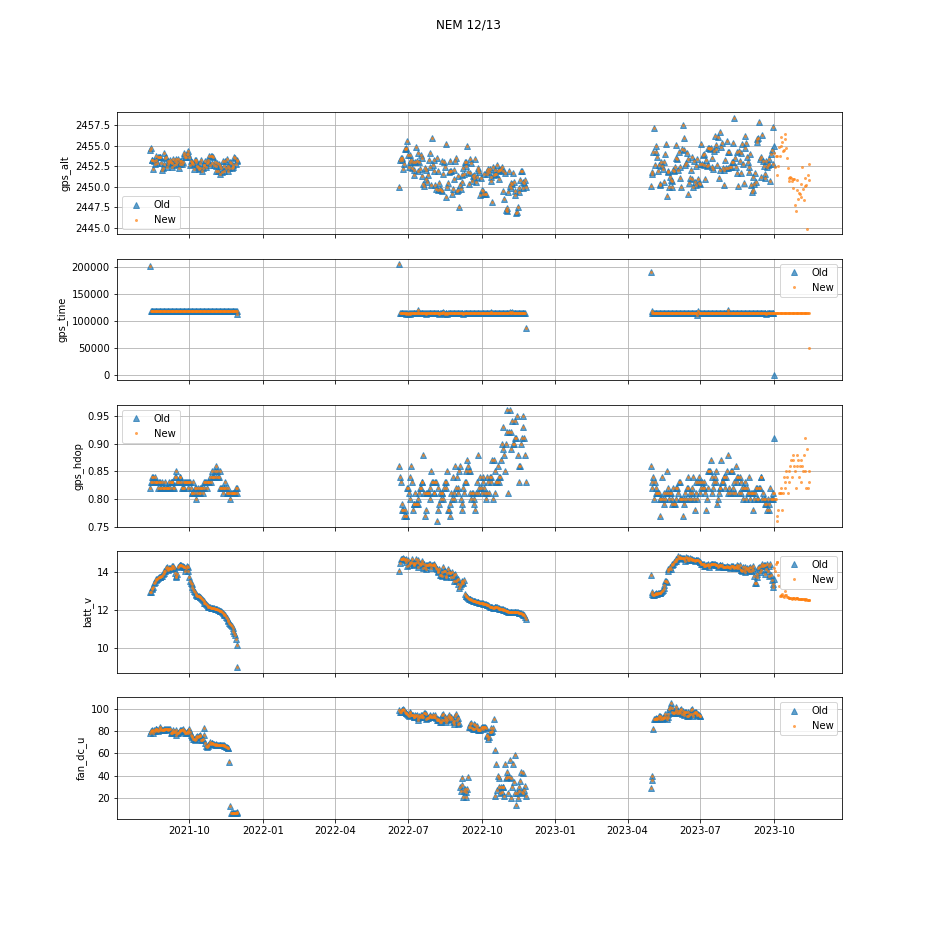 NEM 12/13
2457.5
2455.0
2452.5
2450.0
2447.5
2445.0
gps_alt
Old
New
200000
150000
100000
50000
0
gps_time
Old
New
0.95
0.90
0.85
0.80
0.75
gps_hdop
Old
New
14
12
10
batt_v
Old
New
100
80
60
40
20
fan_dc_u
Old
New
2021-10 2022-01 2022-04 2022-07 2022-10 2023-01 2023-04 2023-07 2023-10